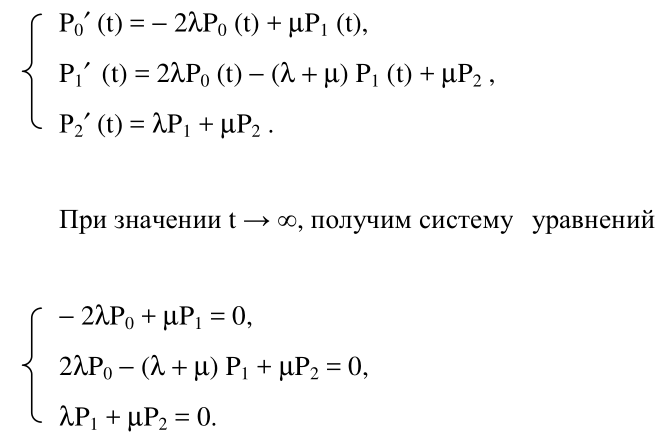 P₀′ (t) = – 2λP₀ (t) + μP₁ (t),
P₁′ (t) = 2λP₀ (t) – (λ + μ) P₁ (t) + μP₂ ,
P₂′ (t) = λP₁ + μP₂ .
При значении t → ∞, получим систему уравнений
– 2λP₀ + μP₁ = 0,
2λP₀ – (λ + μ) P₁ + μP₂ = 0,
λP₁ + μP₂ = 0.